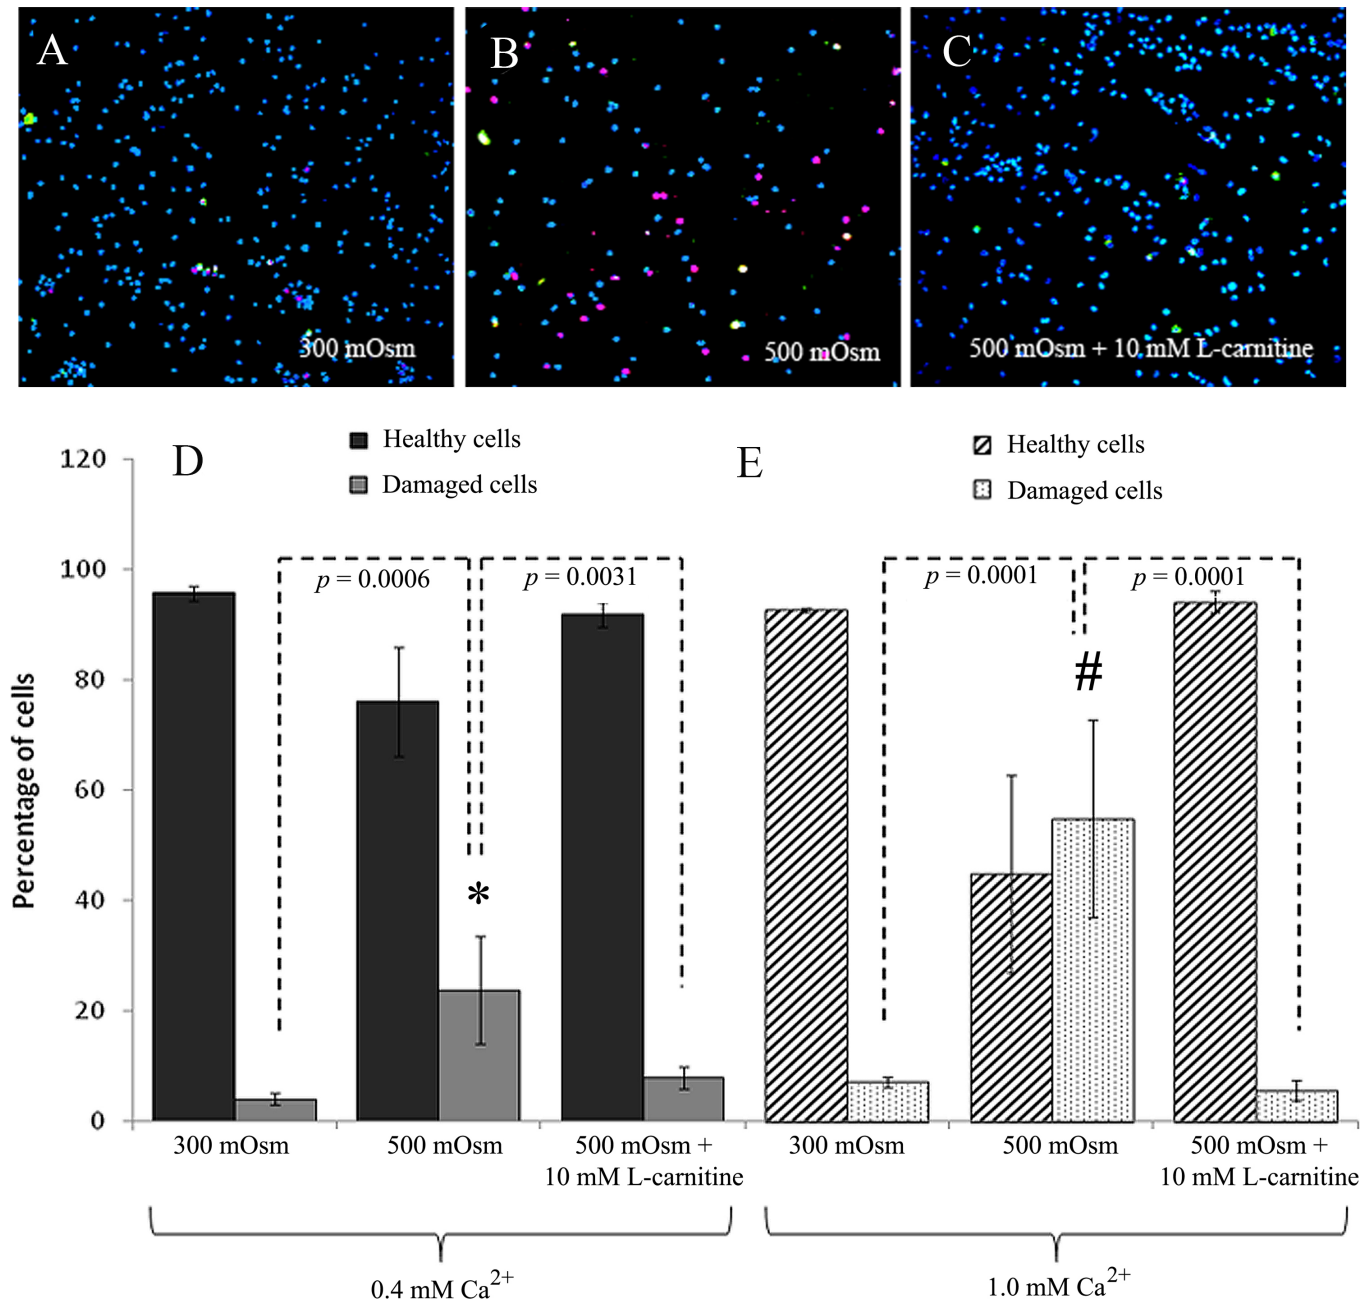 A
300 mOsm
B
500 mOsm
C
500 mOsm + 10 mM L-carnitine
D
Healthy cells
Damaged cells
E
Healthy cells
Damaged cells
Percentage of cells
120
100
80
60
40
20
0
p = 0.0006
p = 0.0031
*
p = 0.0001
p = 0.0001
#
300 mOsm
500 mOsm
500 mOsm +
10 mM L-carnitine
300 mOsm
500 mOsm
500 mOsm +
10 mM L-carnitine
0.4 mM Ca²⁺
1.0 mM Ca²⁺